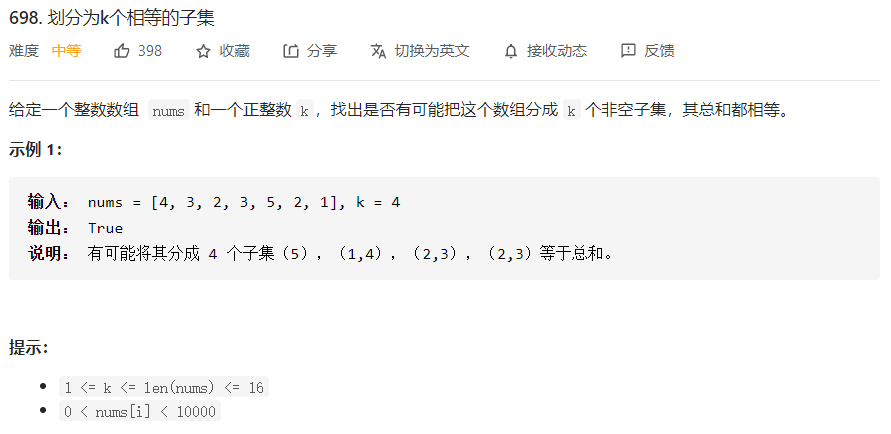 698. 划分为k个相等的子集
难度 中等 398 收藏 分享 切换为英文 接收动态 反馈
给定一个整数数组 nums 和一个正整数 k，找出是否有可能把这个数组分成 k 个非空子集，其总和都相等。
示例 1：
输入： nums = [4, 3, 2, 3, 5, 2, 1], k = 4
输出： True
说明： 有可能将其分成 4 个子集（5），（1,4），（2,3），（2,3）等于总和。
提示：
1 <= k <= len(nums) <= 16
0 < nums[i] < 10000